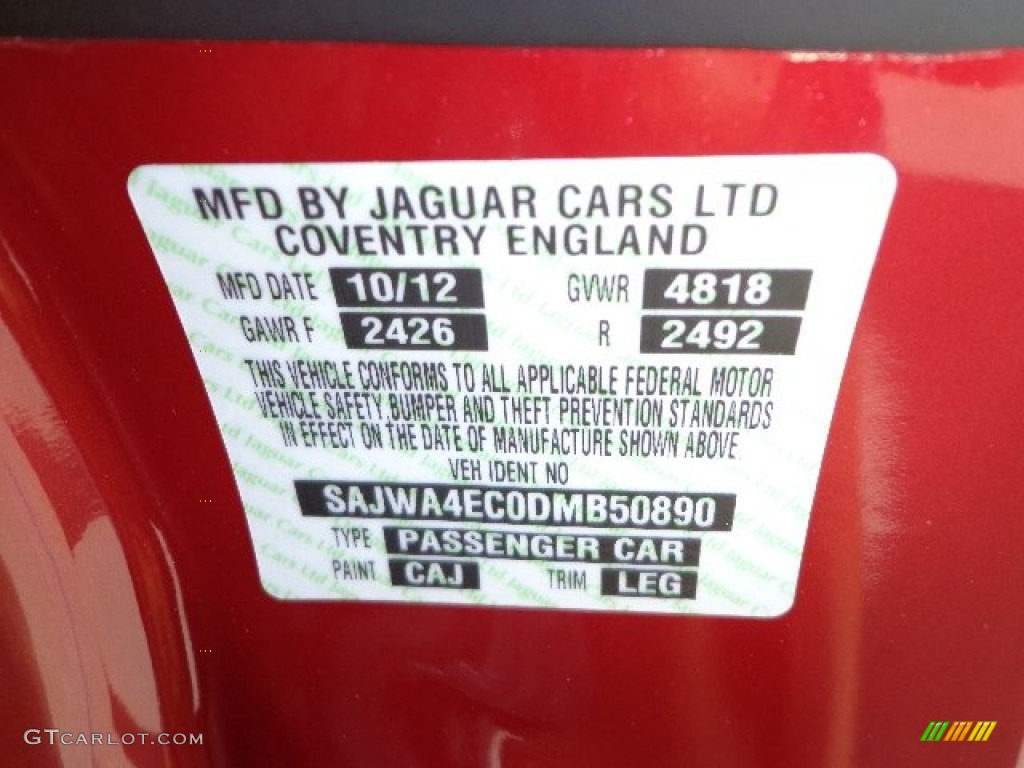 MFD BY JAGUAR CARS LTD
COVENTRY ENGLAND
MFD DATE 10/12 GVWR 4818
GAWR F 2426 R 2492
THIS VEHICLE CONFORMS TO ALL APPLICABLE FEDERAL MOTOR
VEHICLE SAFETY, BUMPER AND THEFT PREVENTION STANDARDS
IN EFFECT ON THE DATE OF MANUFACTURE SHOWN ABOVE.
VEH IDENT NO
SAJWA4EC0DMB50890
TYPE PASSENGER CAR
PAINT CAJ TRIM LEG
GTCARLOT.COM